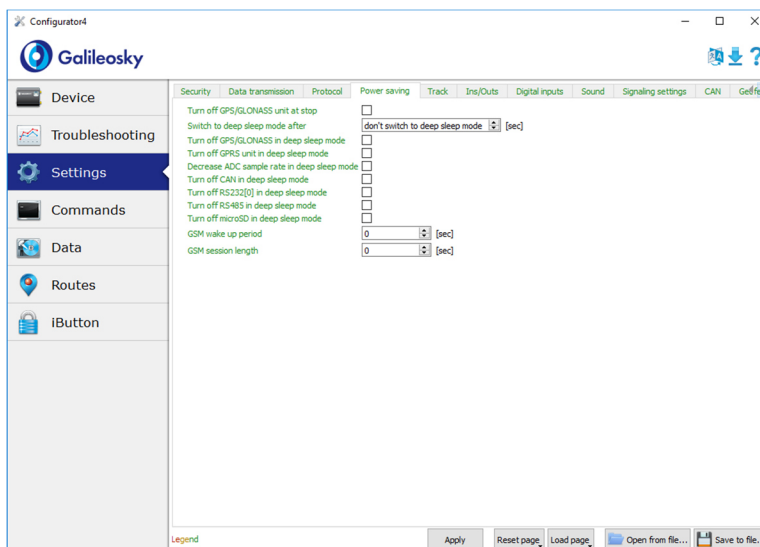 Configurator4
Galileosky
Device
Troubleshooting
Settings
Commands
Data
Routes
iButton
Security Data transmission Protocol Power saving Track Ins/Outs Digital inputs Sound Signaling settings CAN
Turn off GPS/GLONASS unit at stop
Switch to deep sleep mode after don't switch to deep sleep mode [sec]
Turn off GPS/GLONASS in deep sleep mode
Turn off GPRS unit in deep sleep mode
Decrease ADC sample rate in deep sleep mode
Turn off CAN in deep sleep mode
Turn off RS232[0] in deep sleep mode
Turn off RS485 in deep sleep mode
Turn off microSD in deep sleep mode
GSM wake up period 0 [sec]
GSM session length 0 [sec]
Legend Apply Reset page Load page Open from file... Save to file.